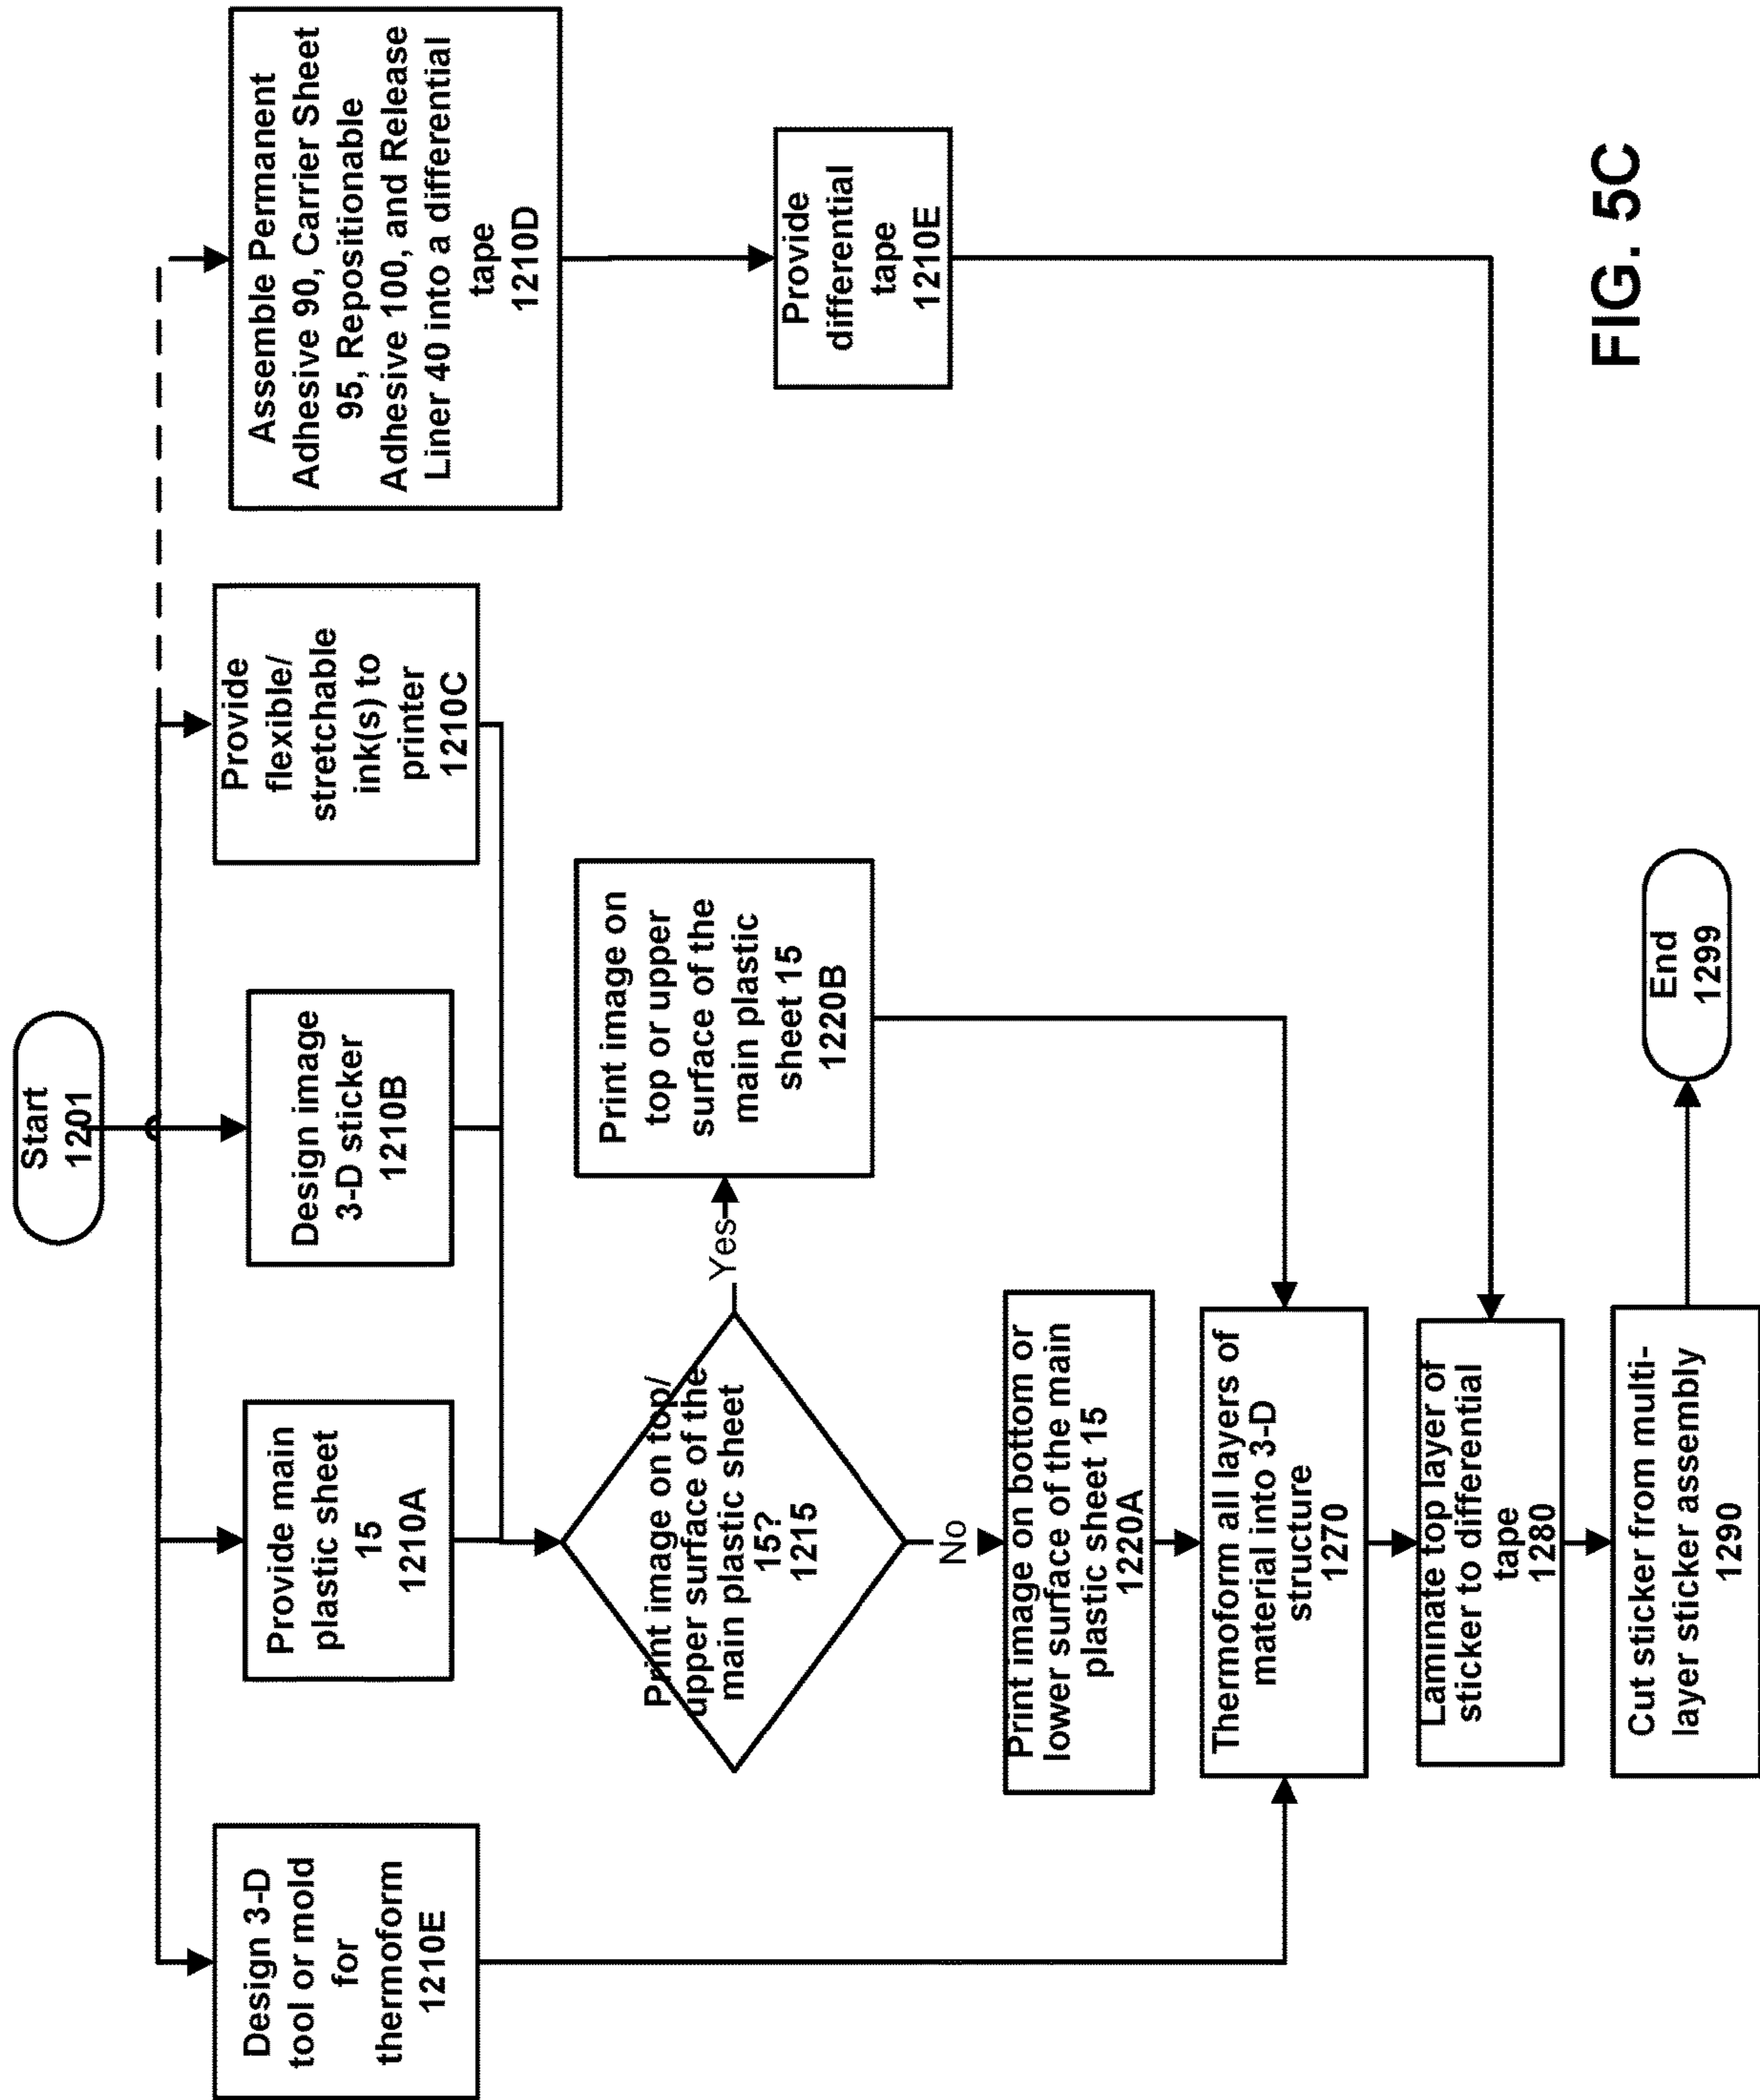 Start
1201
Design 3-D
tool or mold
for
thermoform
1210E
Provide main
plastic sheet
15
1210A
Design image
3-D sticker
1210B
Provide
flexible/
stretchable
ink(s) to
printer
1210C
Assemble Permanent
Adhesive 90, Carrier Sheet
95, Repositionable
Adhesive 100, and Release
Liner 40 into a differential
tape
1210D
Print image on top/
upper surface of the
main plastic sheet
15?
1215
Yes
Print image on
top or upper
surface of the
main plastic
sheet 15
1220B
Provide
differential
tape
1210E
No
Print image on bottom or
lower surface of the main
plastic sheet 15
1220A
Thermoform all layers of
material into 3-D
structure
1270
Laminate top layer of
sticker to differential
tape
1280
Cut sticker from multi-
layer sticker assembly
1290
End
1299
FIG. 5C